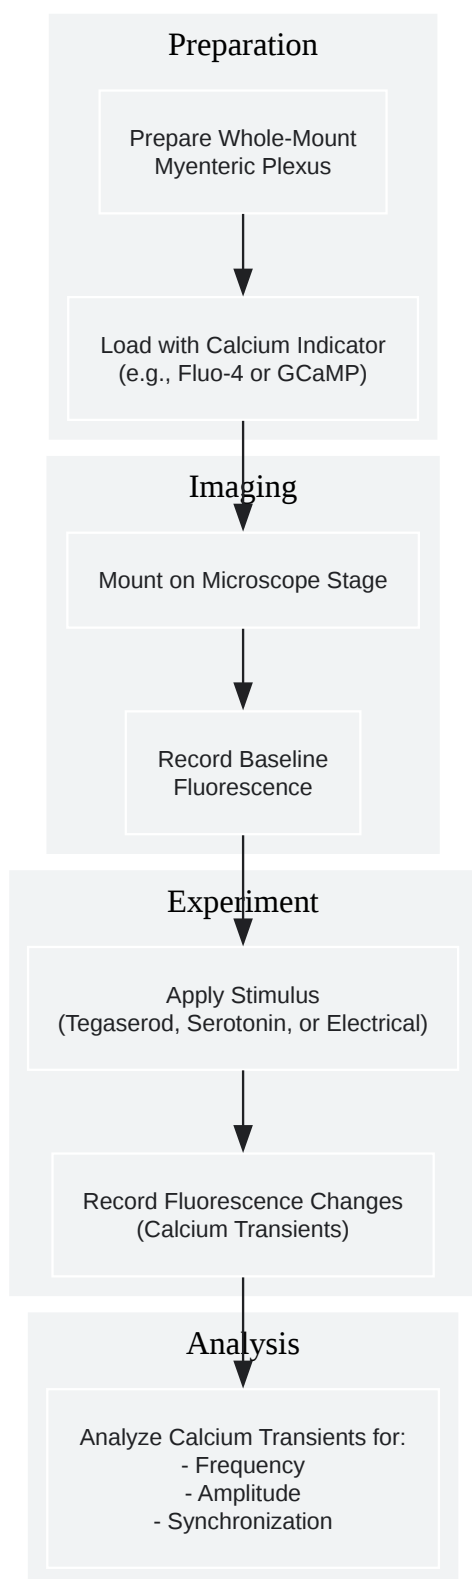 Preparation
Prepare Whole-Mount
Myenteric Plexus
Load with Calcium Indicator
(e.g., Fluo-4 or GCaMP)
Imaging
Mount on Microscope Stage
Record Baseline
Fluorescence
Experiment
Apply Stimulus
(Tegaserod, Serotonin, or Electrical)
Record Fluorescence Changes
(Calcium Transients)
Analysis
Analyze Calcium Transients for:
- Frequency
- Amplitude
- Synchronization